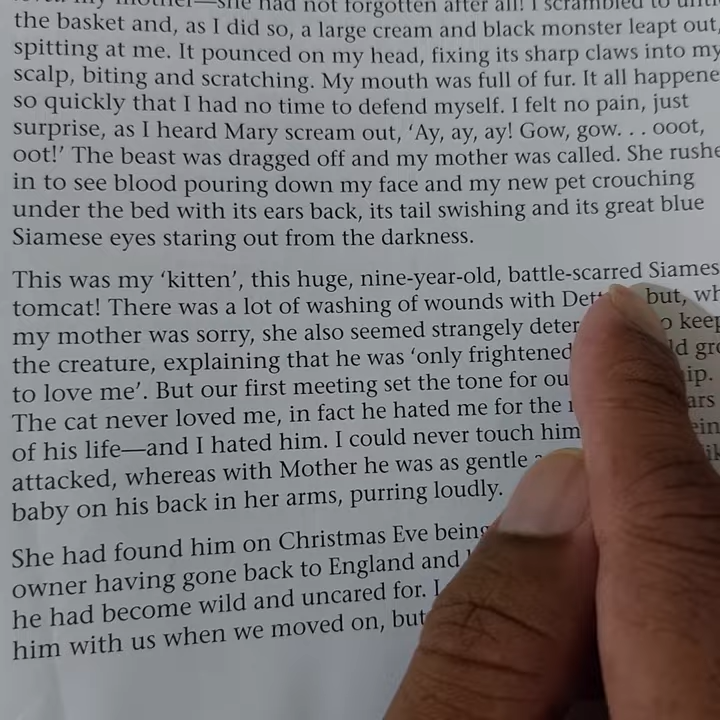 mother—she had not forgotten after all! I scrambled to
the basket and, as I did so, a large cream and black monster leapt out,
spitting at me. It pounced on my head, fixing its sharp claws into my
scalp, biting and scratching. My mouth was full of fur. It all happene
so quickly that I had no time to defend myself. I felt no pain, just
surprise, as I heard Mary scream out, ‘Ay, ay, ay! Gow, gow. . . ooot,
oot!’ The beast was dragged off and my mother was called. She rushe
in to see blood pouring down my face and my new pet crouching
under the bed with its ears back, its tail swishing and its great blue
Siamese eyes staring out from the darkness.
This was my ‘kitten’, this huge, nine-year-old, battle-scarred Siames
tomcat! There was a lot of washing of wounds with Dett but, wh
my mother was sorry, she also seemed strangely deter o keep
the creature, explaining that he was ‘only frightened ld gro
to love me’. But our first meeting set the tone for ou ip.
The cat never loved me, in fact he hated me for the ars
of his life—and I hated him. I could never touch him ein
attacked, whereas with Mother he was as gentle
baby on his back in her arms, purring loudly.
She had found him on Christmas Eve being
owner having gone back to England and
he had become wild and uncared for. I
him with us when we moved on, but